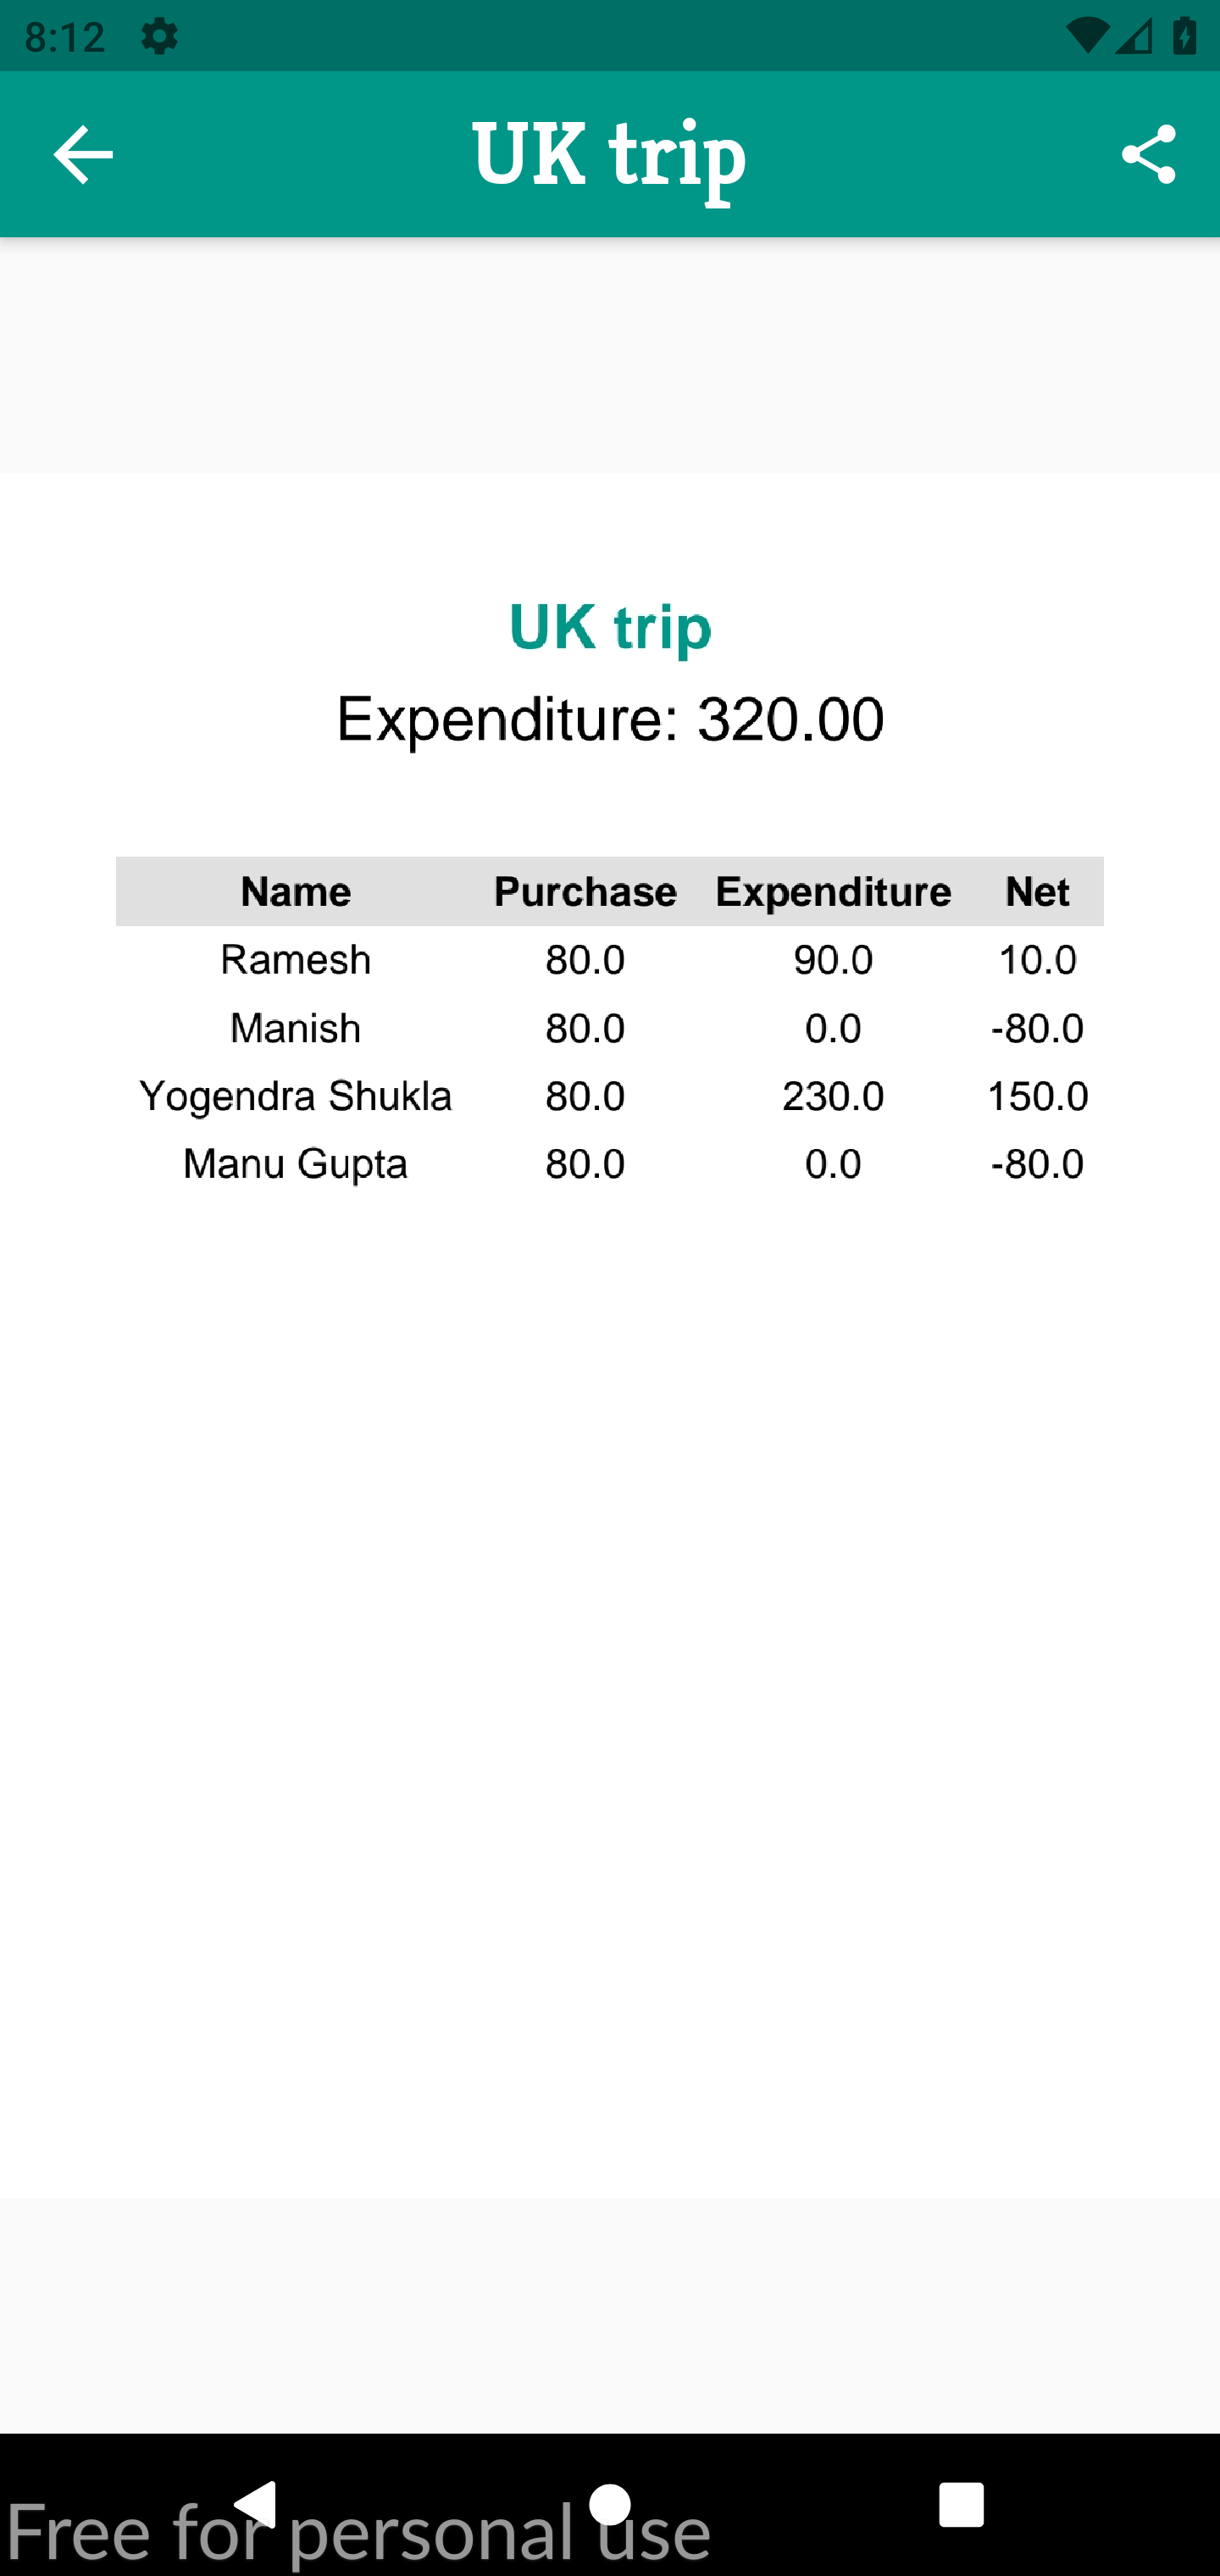 8:12
UK trip
UK trip
Expenditure: 320.00
Name Purchase Expenditure Net
Ramesh 80.0 90.0 10.0
Manish 80.0 0.0 -80.0
Yogendra Shukla 80.0 230.0 150.0
Manu Gupta 80.0 0.0 -80.0
Free for personal use